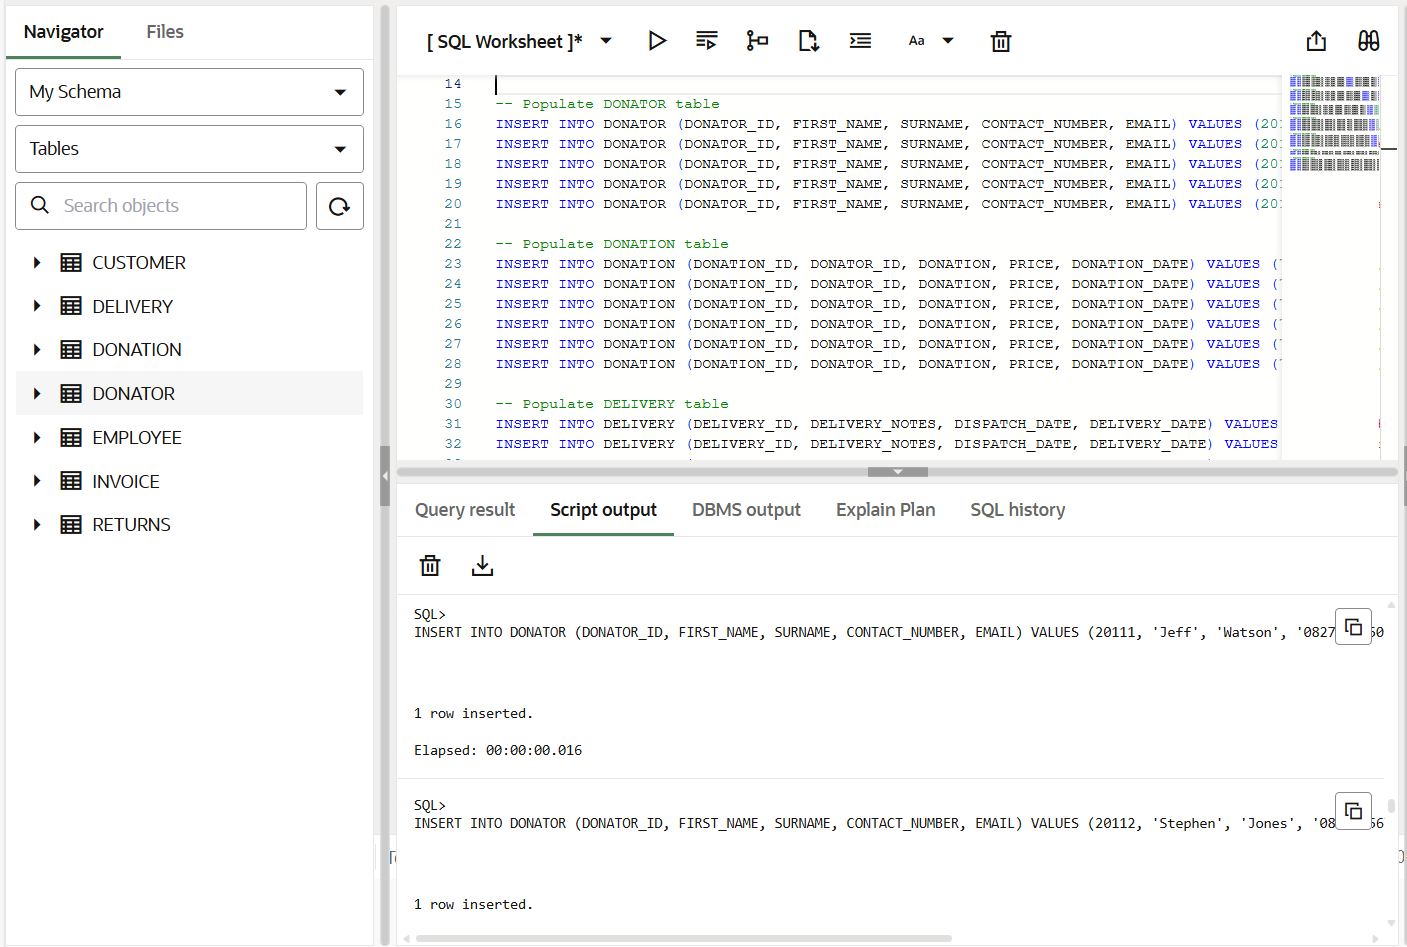 Navigator Files
My Schema
Tables
Search objects
CUSTOMER
DELIVERY
DONATION
DONATOR
EMPLOYEE
INVOICE
RETURNS
[ SQL Worksheet ]* Aa
14
15 -- Populate DONATOR table
16 INSERT INTO DONATOR (DONATOR_ID, FIRST_NAME, SURNAME, CONTACT_NUMBER, EMAIL) VALUES (201
17 INSERT INTO DONATOR (DONATOR_ID, FIRST_NAME, SURNAME, CONTACT_NUMBER, EMAIL) VALUES (201
18 INSERT INTO DONATOR (DONATOR_ID, FIRST_NAME, SURNAME, CONTACT_NUMBER, EMAIL) VALUES (201
19 INSERT INTO DONATOR (DONATOR_ID, FIRST_NAME, SURNAME, CONTACT_NUMBER, EMAIL) VALUES (201
20 INSERT INTO DONATOR (DONATOR_ID, FIRST_NAME, SURNAME, CONTACT_NUMBER, EMAIL) VALUES (201
21
22 -- Populate DONATION table
23 INSERT INTO DONATION (DONATION_ID, DONATOR_ID, DONATION, PRICE, DONATION_DATE) VALUES (
24 INSERT INTO DONATION (DONATION_ID, DONATOR_ID, DONATION, PRICE, DONATION_DATE) VALUES (
25 INSERT INTO DONATION (DONATION_ID, DONATOR_ID, DONATION, PRICE, DONATION_DATE) VALUES (
26 INSERT INTO DONATION (DONATION_ID, DONATOR_ID, DONATION, PRICE, DONATION_DATE) VALUES (
27 INSERT INTO DONATION (DONATION_ID, DONATOR_ID, DONATION, PRICE, DONATION_DATE) VALUES (
28 INSERT INTO DONATION (DONATION_ID, DONATOR_ID, DONATION, PRICE, DONATION_DATE) VALUES (
29
30 -- Populate DELIVERY table
31 INSERT INTO DELIVERY (DELIVERY_ID, DELIVERY_NOTES, DISPATCH_DATE, DELIVERY_DATE) VALUES
32 INSERT INTO DELIVERY (DELIVERY_ID, DELIVERY_NOTES, DISPATCH_DATE, DELIVERY_DATE) VALUES
Query result Script output DBMS output Explain Plan SQL history
SQL>
INSERT INTO DONATOR (DONATOR_ID, FIRST_NAME, SURNAME, CONTACT_NUMBER, EMAIL) VALUES (20111, 'Jeff', 'Watson', '0827 50
1 row inserted.
Elapsed: 00:00:00.016
SQL>
INSERT INTO DONATOR (DONATOR_ID, FIRST_NAME, SURNAME, CONTACT_NUMBER, EMAIL) VALUES (20112, 'Stephen', 'Jones', '08 56
1 row inserted.